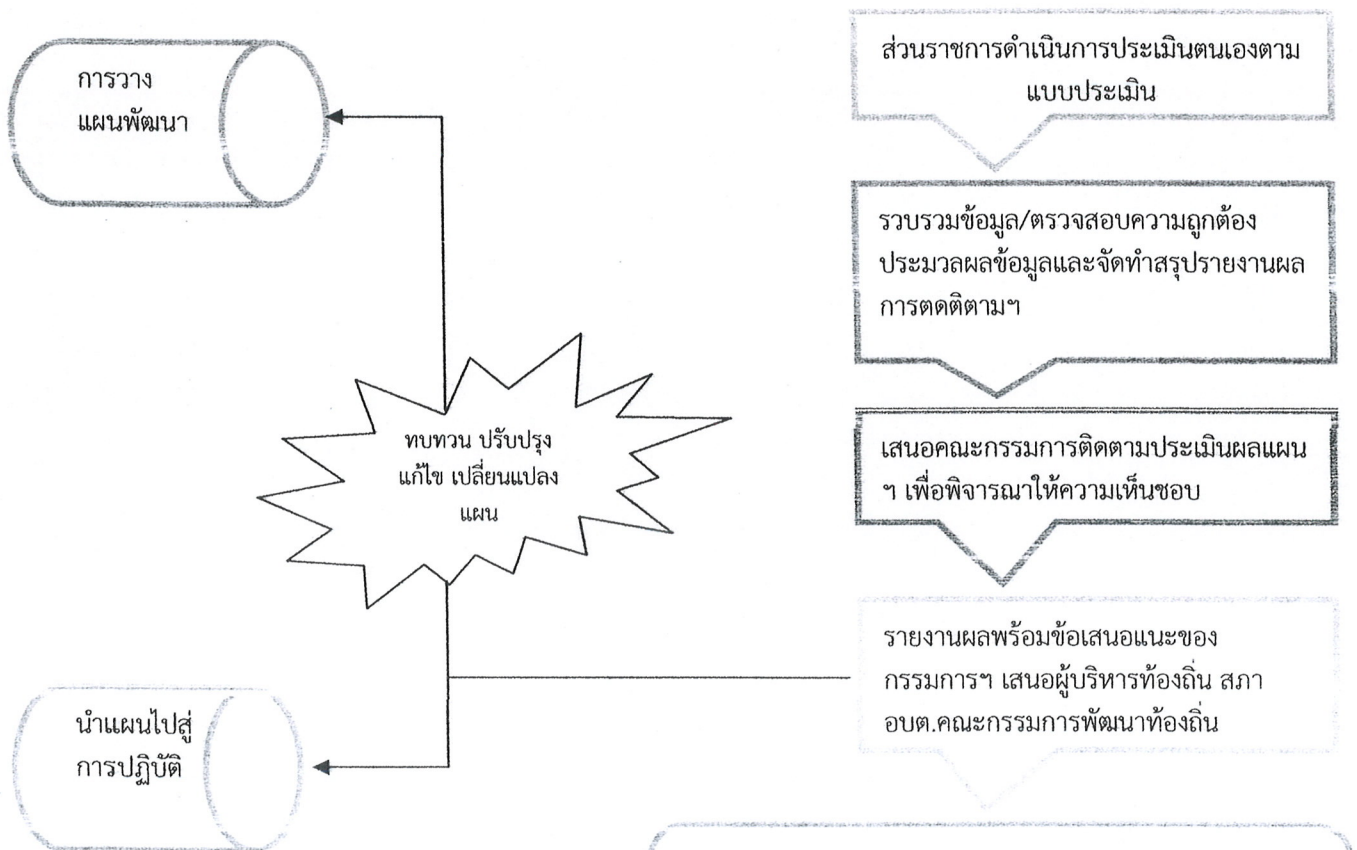 การวาง
แผนพัฒนา
ส่วนราชการดำเนินการประเมินตนเองตาม
แบบประเมิน
รวบรวมข้อมูล/ตรวจสอบความถูกต้อง
ประมวลผลข้อมูลและจัดทำสรุปรายงานผล
การตดติตามฯ
ทบทวน ปรับปรุง
แก้ไข เปลี่ยนแปลง
แผน
เสนอคณะกรรมการติดตามประเมินผลแผน
ฯ เพื่อพิจารณาให้ความเห็นชอบ
รายงานผลพร้อมข้อเสนอแนะของ
กรรมการฯ เสนอผู้บริหารท้องถิ่น สภา
อบต.คณะกรรมการพัฒนาท้องถิ่น
นำแผนไปสู่
การปฏิบัติ